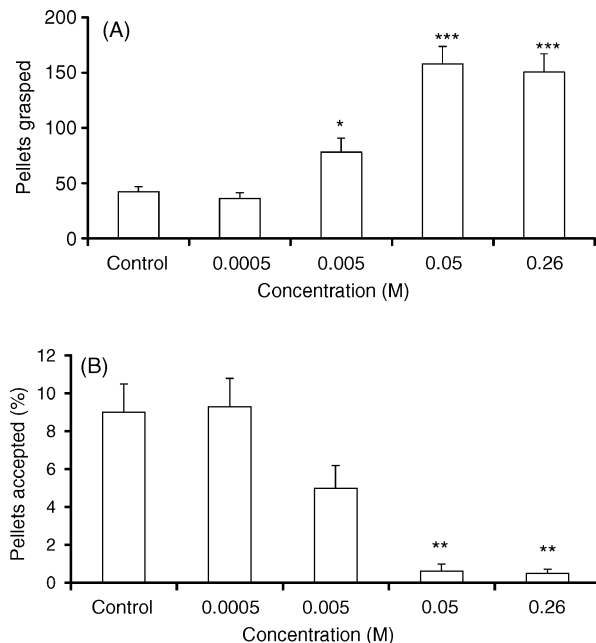 (A)
Pellets grasped
200
150
100
50
0
*
***
***
Control 0.0005 0.005 0.05 0.26
Concentration (M)
(B)
Pellets accepted (%)
12
10
8
6
4
2
0
**
**
Control 0.0005 0.005 0.05 0.26
Concentration (M)